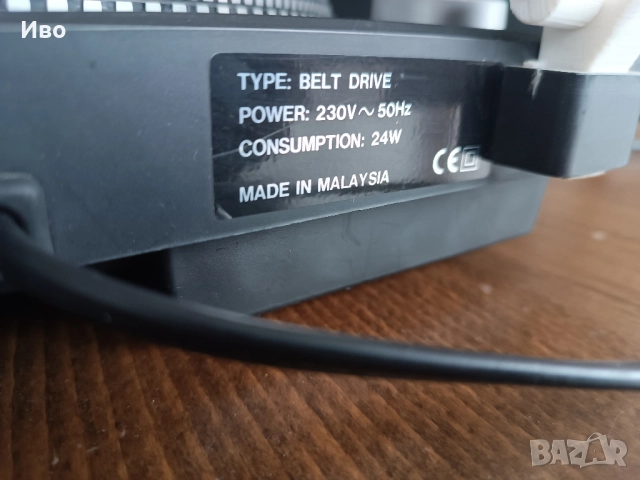 Иво
TYPE: BELT DRIVE
POWER: 230V~50Hz
CONSUMPTION: 24W
CE
MADE IN MALAYSIA
BAZAR